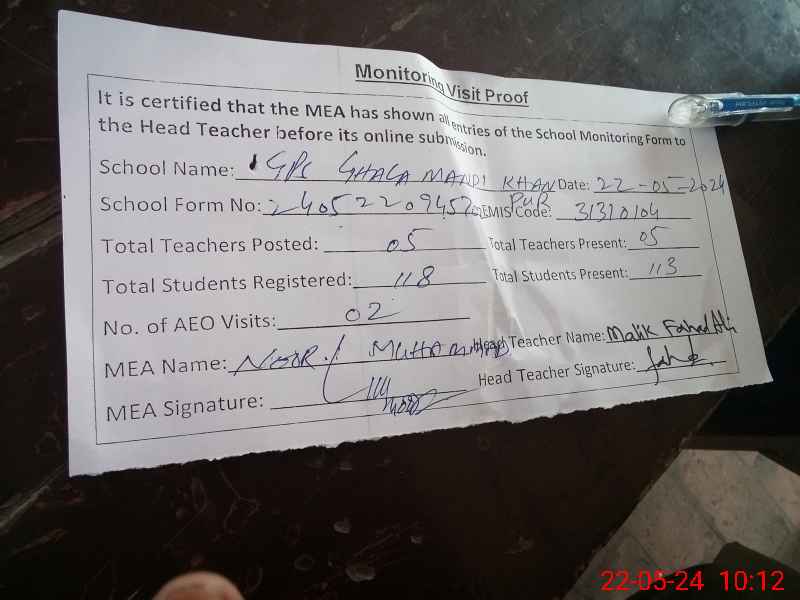 Monitoring Visit Proof
It is certified that the MEA has shown all entries of the School Monitoring Form to
the Head Teacher before its online submission.
School Name: GPS GHALA MANDI KHAN PUR Date: 22-05-2024
School Form No: EMIS Code: 31310104
Total Teachers Posted: 05 Total Teachers Present: 05
Total Students Registered: 118 Total Students Present: 113
No. of AEO Visits: 02
MEA Name: NOOR MUHAMMAD Head Teacher Name: Malik Fahad Ali
MEA Signature: Head Teacher Signature:
22-05-24 10:12